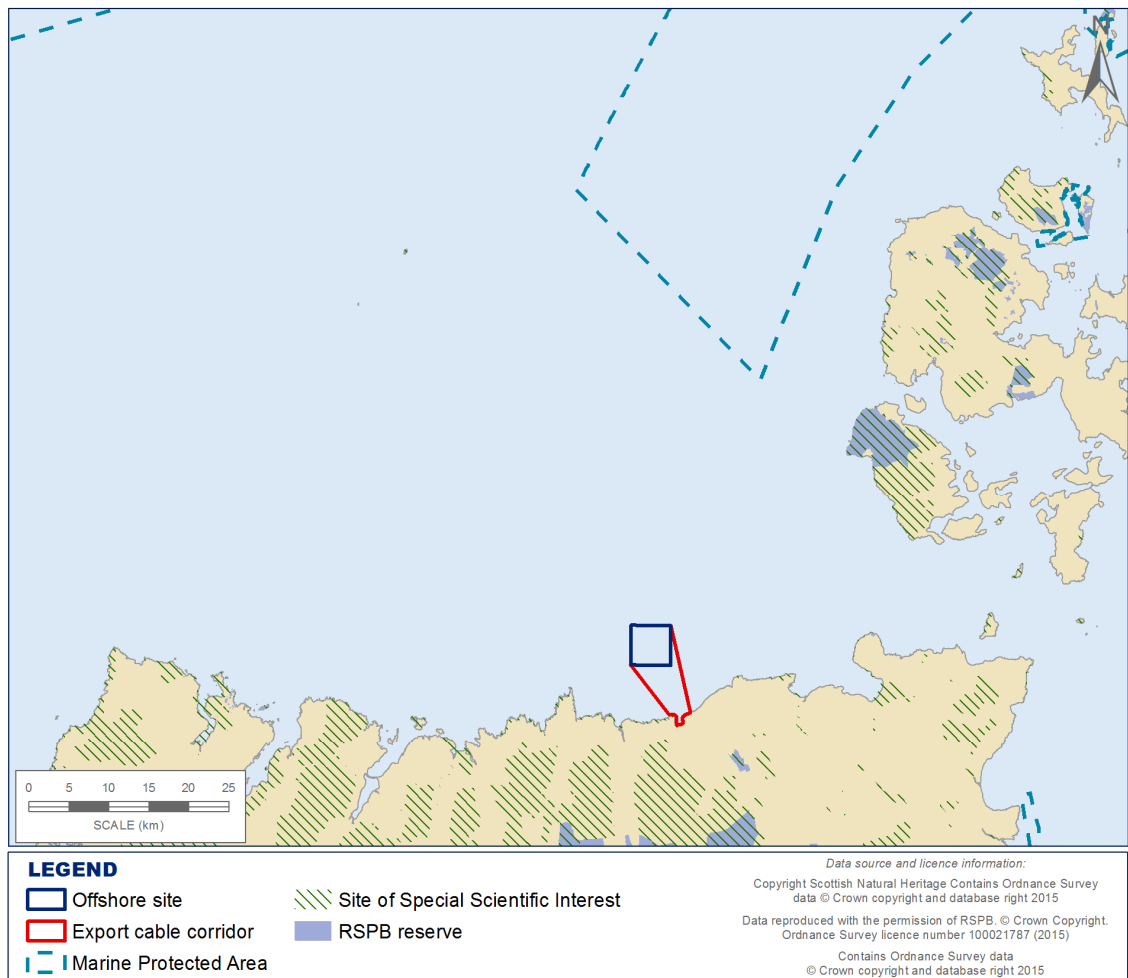 N
0 5 10 15 20 25
SCALE (km)
LEGEND
Offshore site
Export cable corridor
Marine Protected Area
Site of Special Scientific Interest
RSPB reserve
Data source and licence information:
Copyright Scottish Natural Heritage Contains Ordnance Survey
data © Crown copyright and database right 2015
Data reproduced with the permission of RSPB. © Crown Copyright.
Ordnance Survey licence number 100021787 (2015)
Contains Ordnance Survey data
© Crown copyright and database right 2015